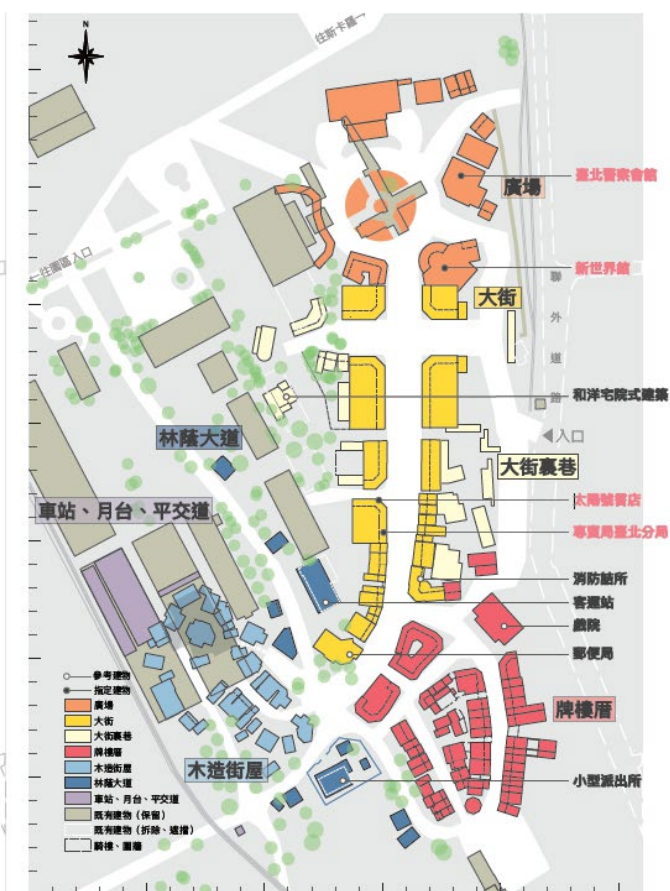 N
往斯卡羅→
臺北警察會館
廣場
←往園區入口
新世界館
大街
聯外道路
和洋宅院式建築
林蔭大道
◀入口
大街裏巷
太陽號書店
車站、月台、平交道
專賣局臺北分局
消防詰所
客運站
戲院
郵便局
參考建物
指定建物
廣場
大街
大街裏巷
牌樓厝
木造街屋
林蔭大道
車站、月台、平交道
既有建物（保留）
既有建物（拆除、遮擋）
騎樓、圍牆
牌樓厝
木造街屋
小型派出所